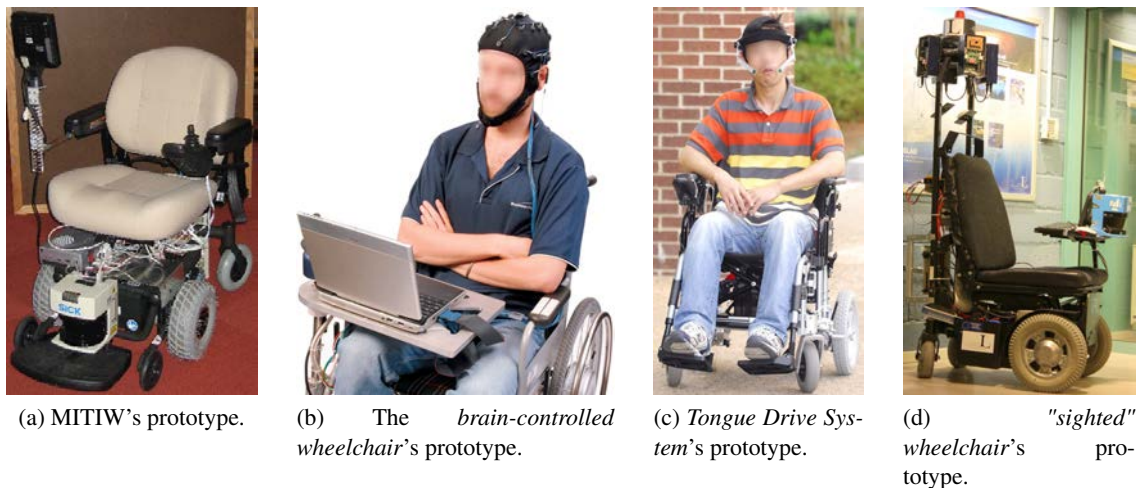 SICK
L
(a) MITIW's prototype.
(b) The brain-controlled
wheelchair's prototype.
(c) Tongue Drive Sys-
tem's prototype.
(d) "sighted"
wheelchair's pro-
totype.